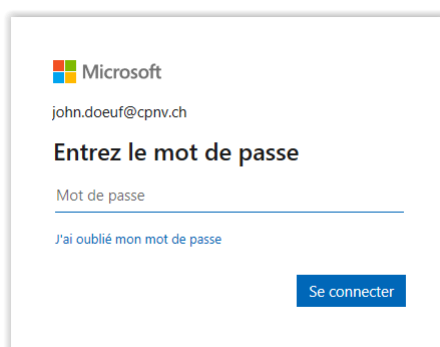 Microsoft
john.doeuf@cpnv.ch
Entrez le mot de passe
Mot de passe
J'ai oublié mon mot de passe
Se connecter